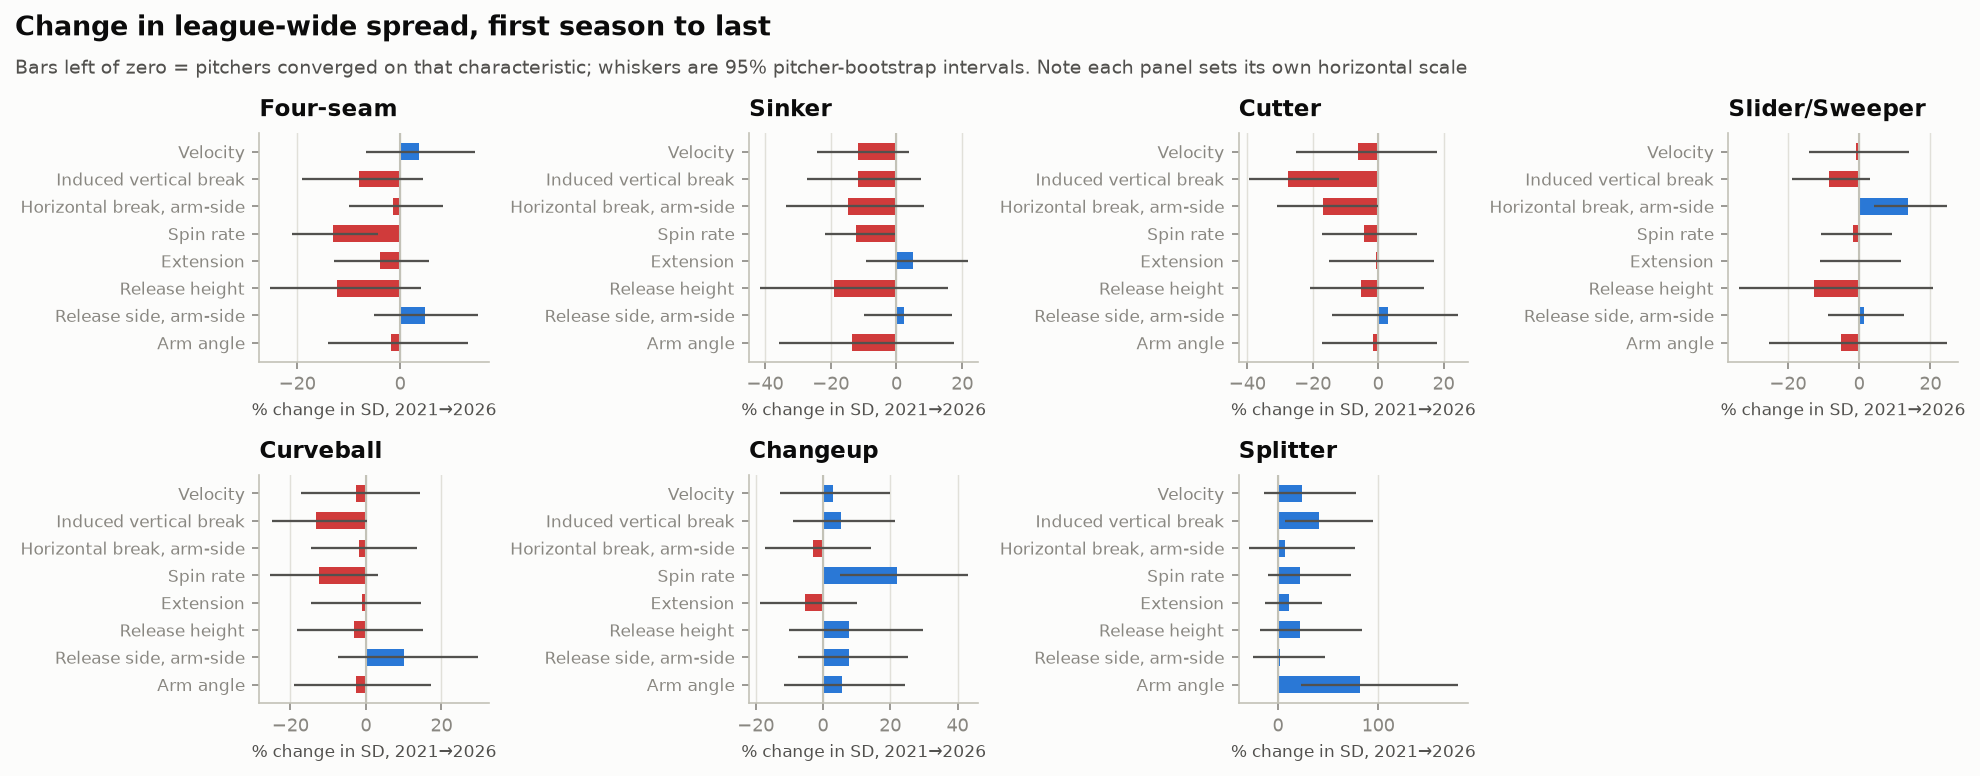 Change in league-wide spread, first season to last
Bars left of zero = pitchers converged on that characteristic; whiskers are 95% pitcher-bootstrap intervals. Note each panel sets its own horizontal scale
Four-seam
Velocity
Induced vertical break
Horizontal break, arm-side
Spin rate
Extension
Release height
Release side, arm-side
Arm angle
−20 0
% change in SD, 2021→2026
Sinker
Velocity
Induced vertical break
Horizontal break, arm-side
Spin rate
Extension
Release height
Release side, arm-side
Arm angle
−40 −20 0 20
% change in SD, 2021→2026
Cutter
Velocity
Induced vertical break
Horizontal break, arm-side
Spin rate
Extension
Release height
Release side, arm-side
Arm angle
−40 −20 0 20
% change in SD, 2021→2026
Slider/Sweeper
Velocity
Induced vertical break
Horizontal break, arm-side
Spin rate
Extension
Release height
Release side, arm-side
Arm angle
−20 0 20
% change in SD, 2021→2026
Curveball
Velocity
Induced vertical break
Horizontal break, arm-side
Spin rate
Extension
Release height
Release side, arm-side
Arm angle
−20 0 20
% change in SD, 2021→2026
Changeup
Velocity
Induced vertical break
Horizontal break, arm-side
Spin rate
Extension
Release height
Release side, arm-side
Arm angle
−20 0 20 40
% change in SD, 2021→2026
Splitter
Velocity
Induced vertical break
Horizontal break, arm-side
Spin rate
Extension
Release height
Release side, arm-side
Arm angle
0 100
% change in SD, 2021→2026